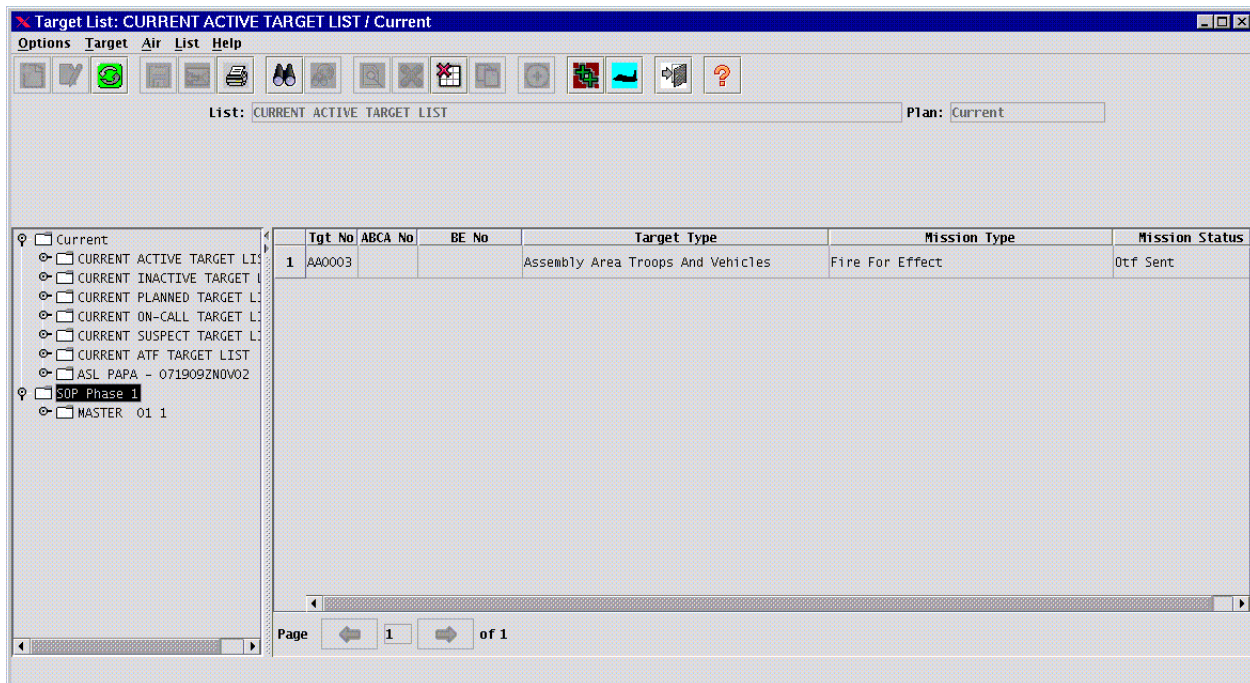 Target List: CURRENT ACTIVE TARGET LIST / Current
Options Target Air List Help
List: CURRENT ACTIVE TARGET LIST Plan: Current
Current
CURRENT ACTIVE TARGET LIS
CURRENT INACTIVE TARGET L
CURRENT PLANNED TARGET LI
CURRENT ON-CALL TARGET LI
CURRENT SUSPECT TARGET LI
CURRENT ATF TARGET LIST
ASL PAPA - 071909ZNOV02
SOP Phase 1
MASTER 01 1
Tgt No ABCA No BE No Target Type Mission Type Mission Status
1 AA0003 Assembly Area Troops And Vehicles Fire For Effect Otf Sent
Page 1 of 1